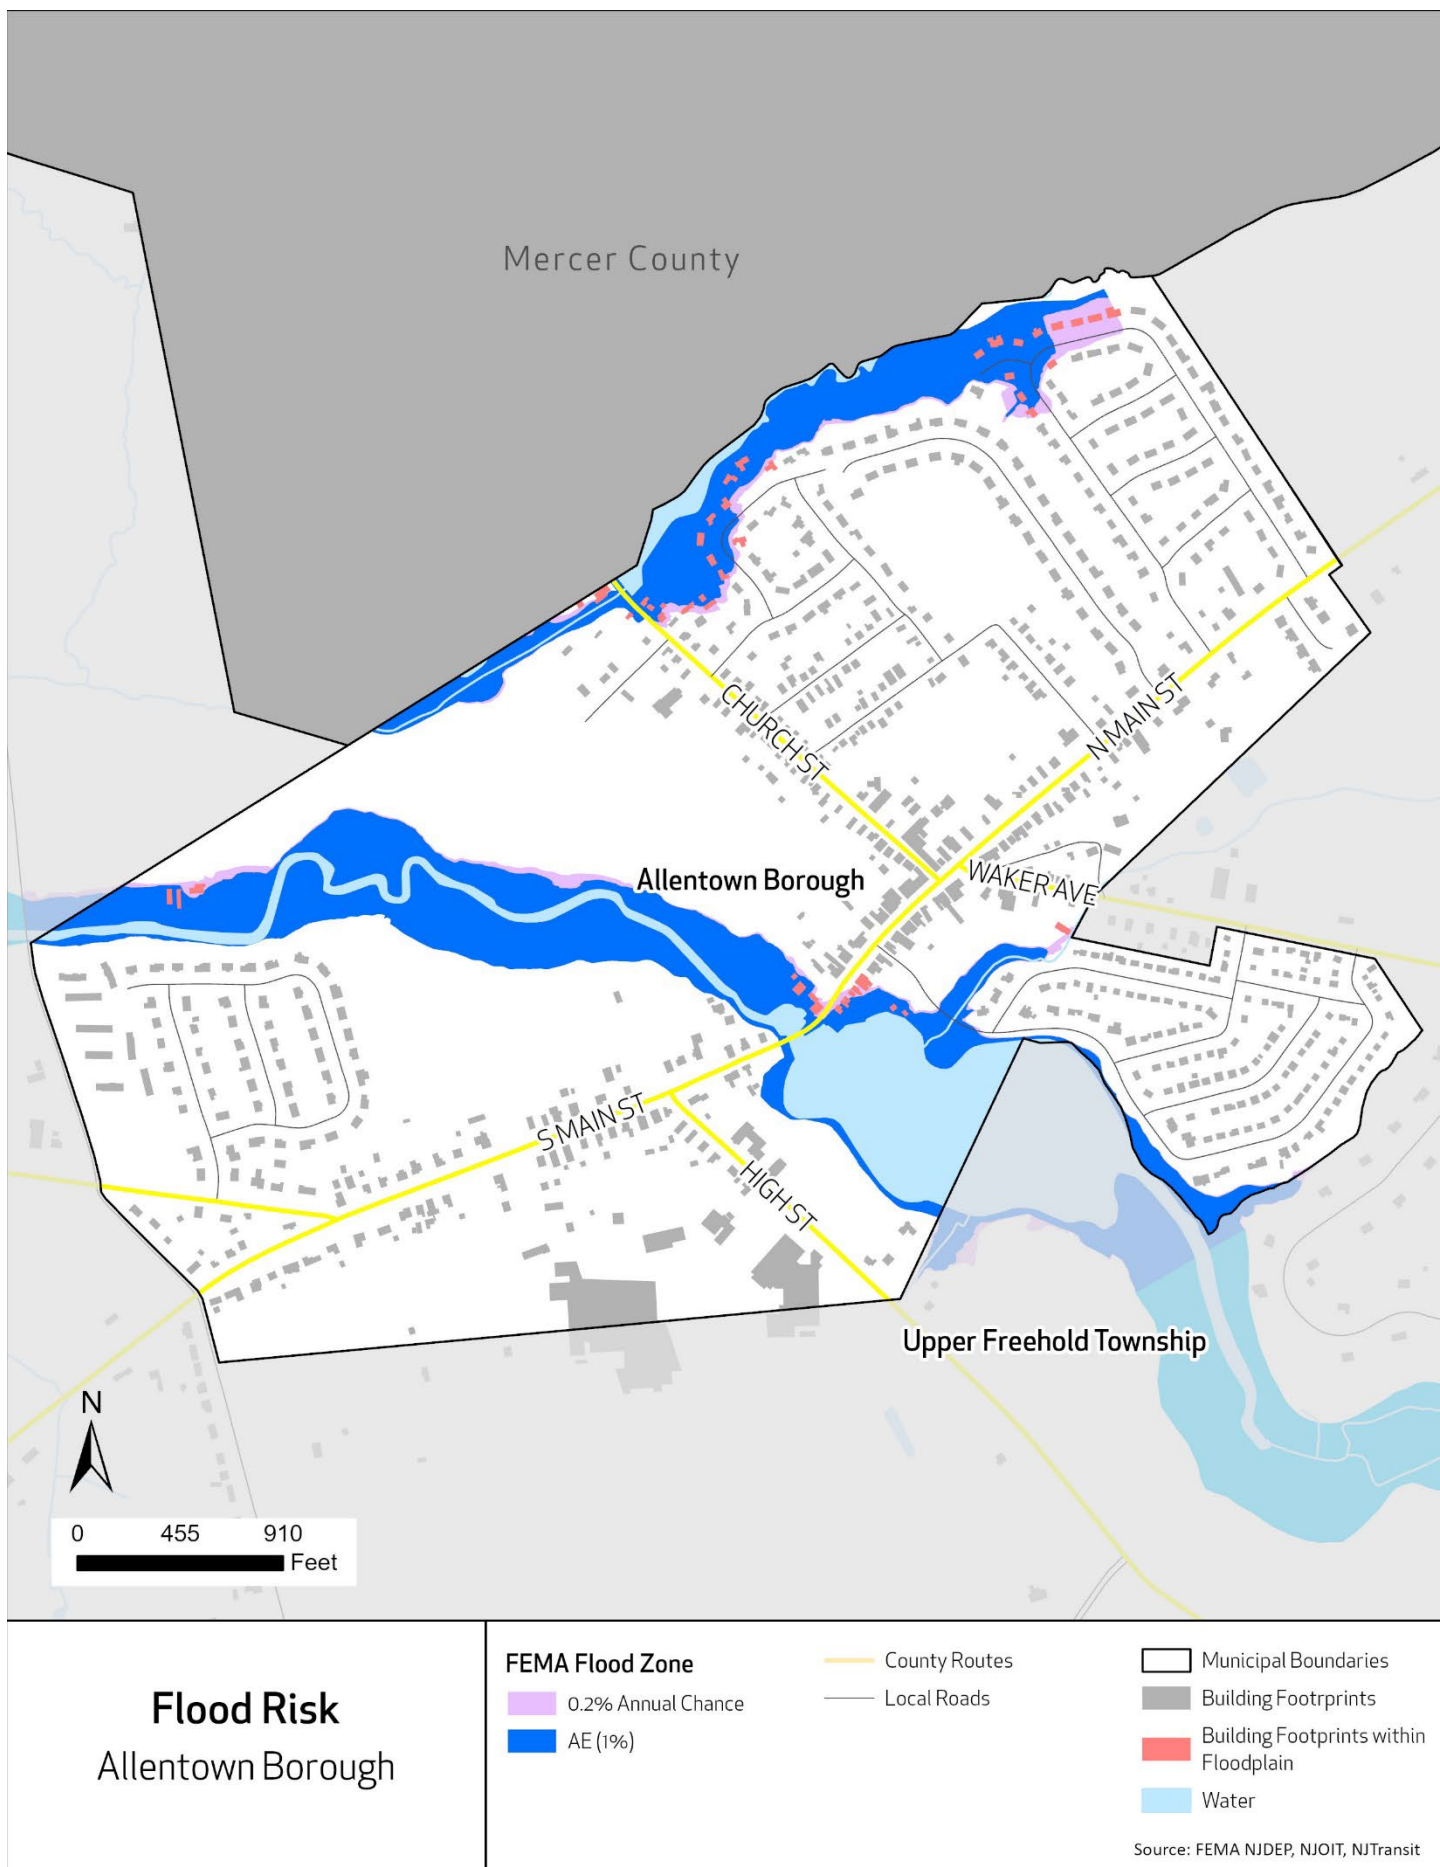 Mercer County
CHURCH ST
N MAIN ST
Allentown Borough
WAKER AVE
S MAIN ST
HIGH ST
Upper Freehold Township
N
0 455 910
Feet
Flood Risk
Allentown Borough
FEMA Flood Zone
0.2% Annual Chance
AE (1%)
County Routes
Local Roads
Municipal Boundaries
Building Footrprints
Building Footprints within
Floodplain
Water
Source: FEMA NJDEP, NJOIT, NJTransit